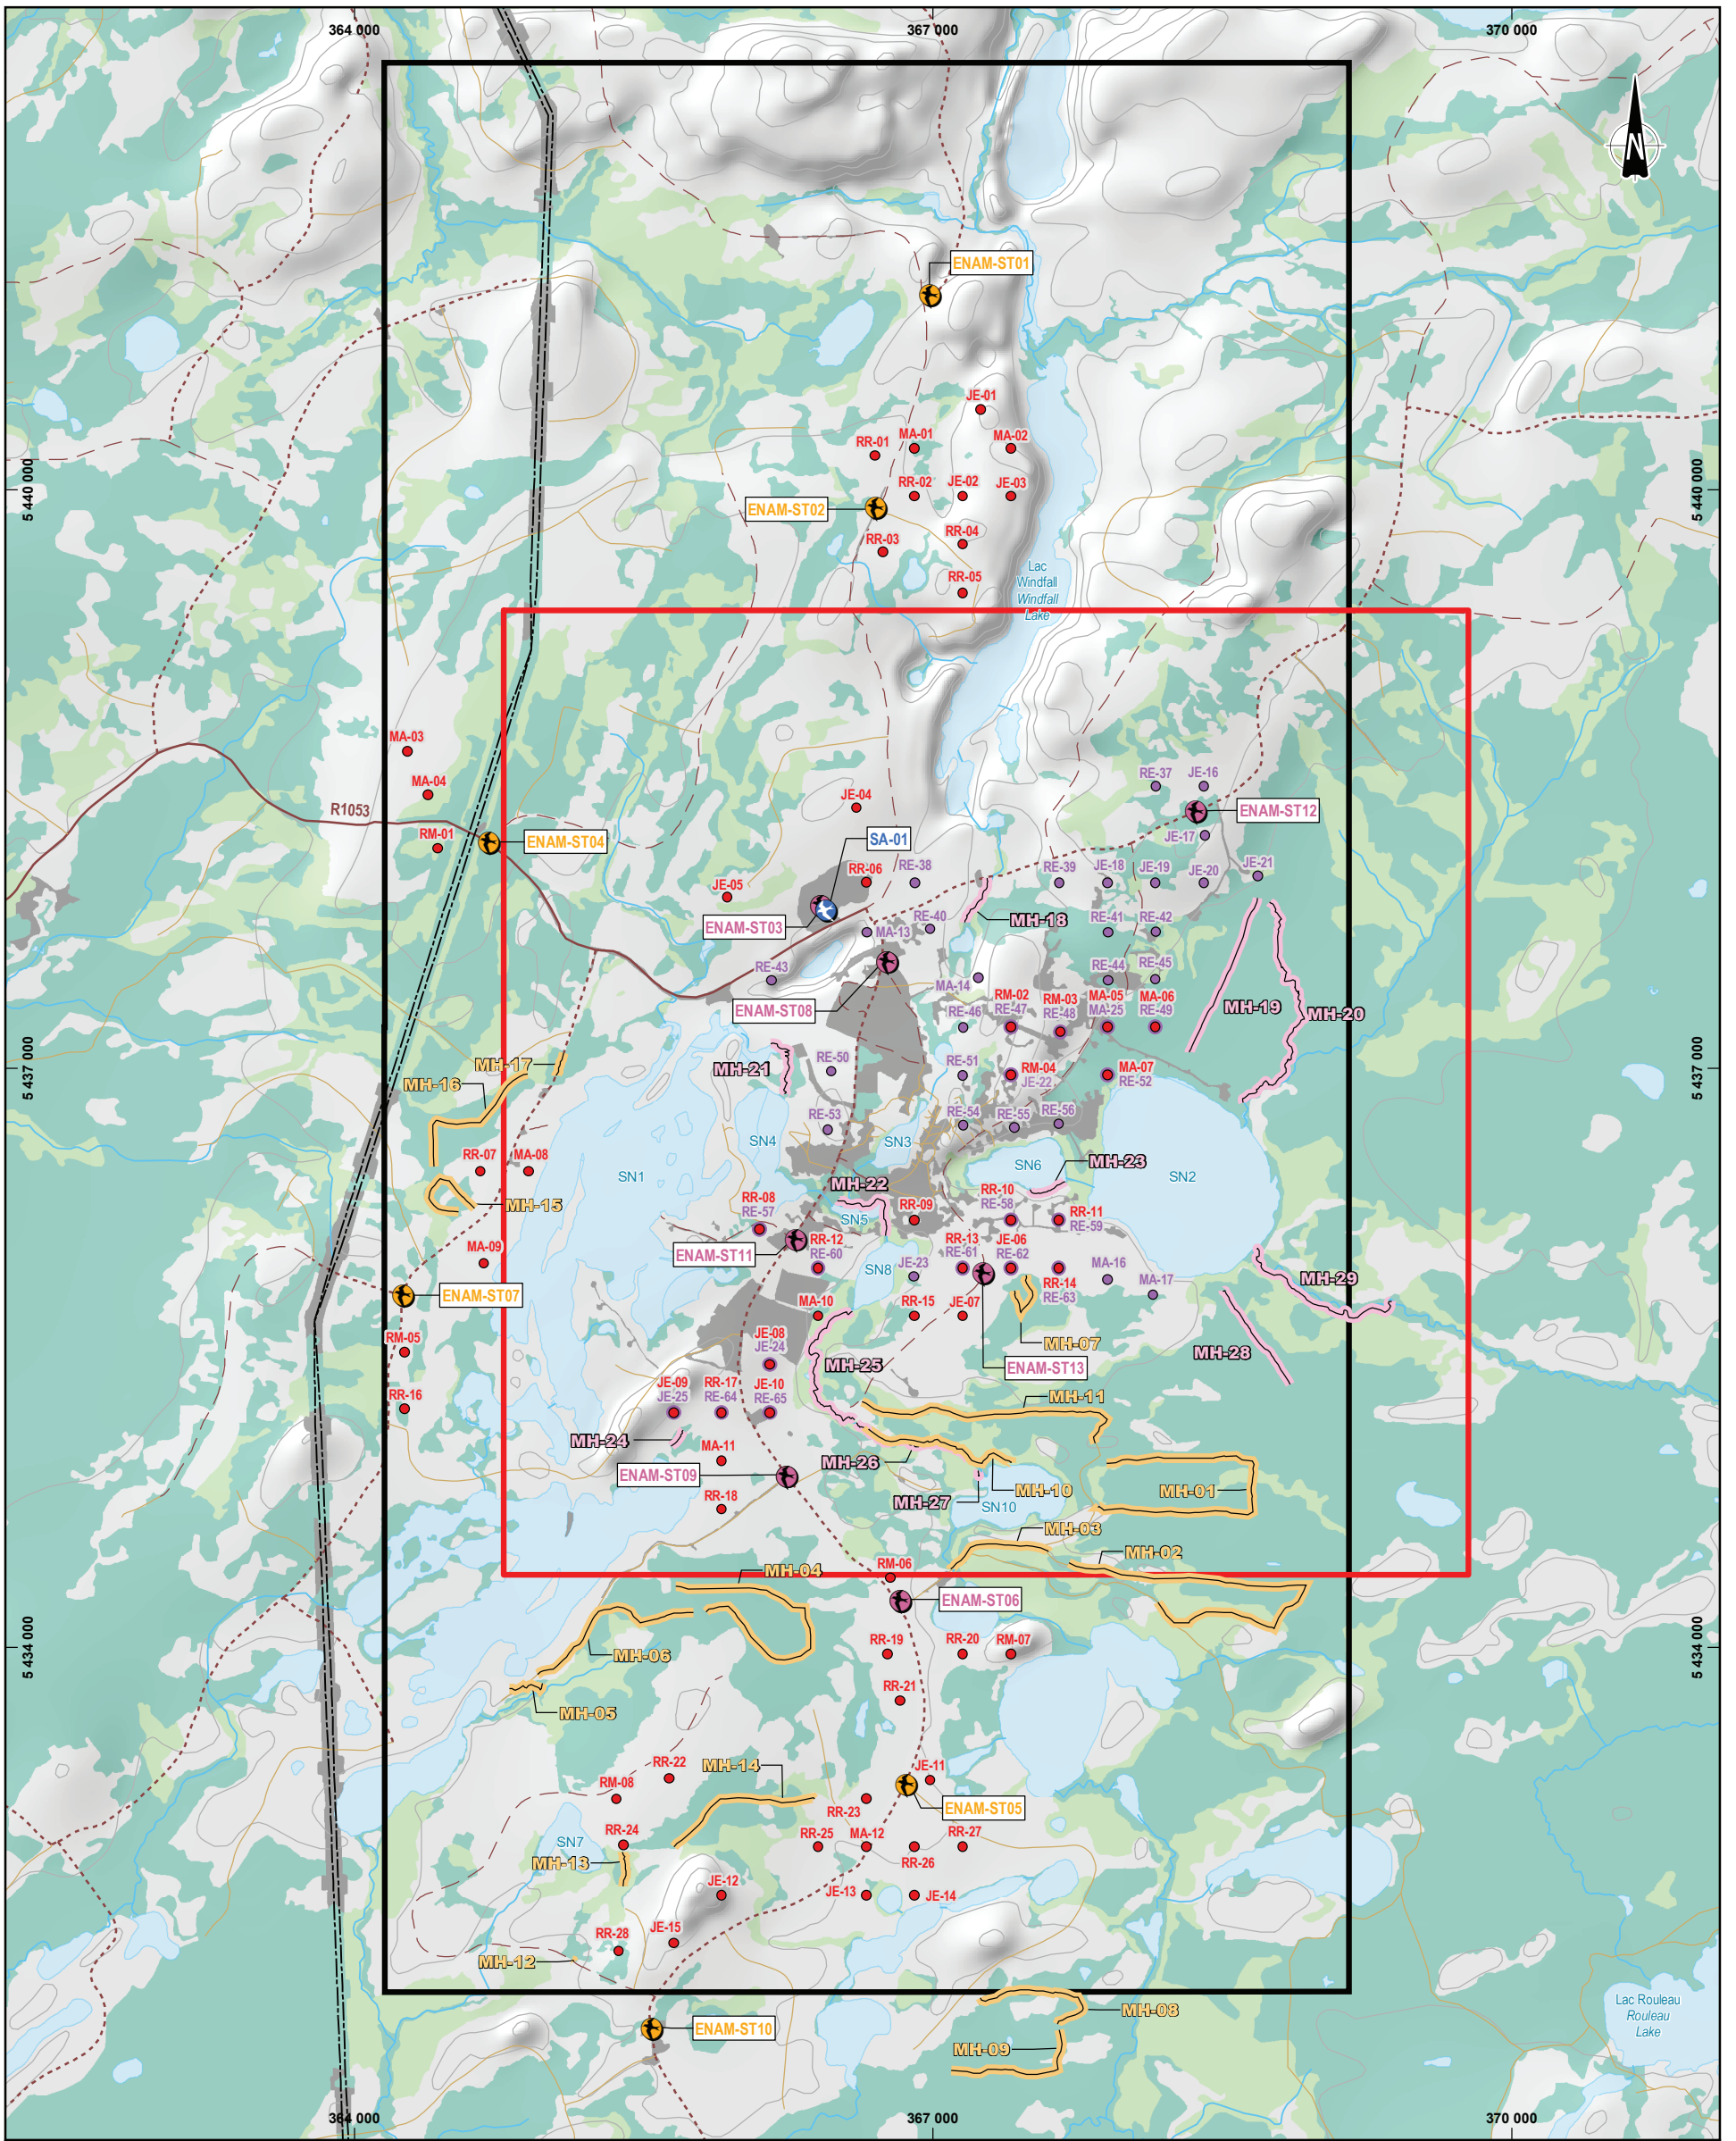 364 000
367 000
370 000
N
ENAM-ST01
JE-01
RR-01
MA-01
MA-02
5 440 000
5 440 000
RR-02
JE-02
JE-03
ENAM-ST02
RR-03
RR-04
RR-05
Lac
Windfall
Windfall
Lake
MA-03
MA-04
R1053
RM-01
ENAM-ST04
JE-04
SA-01
RE-37
JE-16
ENAM-ST12
JE-17
RR-06
RE-38
RE-39
JE-18
JE-19
JE-20
JE-21
JE-05
ENAM-ST03
MA-13
RE-40
MH-18
RE-41
RE-42
RE-43
ENAM-ST08
MA-14
RE-44
RE-45
RE-46
RM-02
RE-47
RM-03
RE-48
MA-05
MA-25
MA-06
RE-49
MH-19
MH-20
MH-17
MH-16
MH-21
RE-50
RE-51
RM-04
JE-22
MA-07
RE-52
5 437 000
5 437 000
RE-53
RE-54
RE-55
RE-56
SN4
SN3
SN6
MH-23
SN1
SN2
RR-07
MA-08
MH-15
MH-22
RR-08
RE-57
SN5
RR-09
RR-10
RE-58
RR-11
RE-59
ENAM-ST11
RR-12
RE-60
MA-09
SN8
JE-23
RR-13
RE-61
JE-06
RE-62
RR-14
RE-63
MA-16
MA-17
MH-29
ENAM-ST07
MA-10
RR-15
JE-07
MH-07
RM-05
JE-08
JE-24
MH-25
ENAM-ST13
MH-28
RR-16
JE-09
JE-25
RR-17
RE-64
JE-10
RE-65
MH-11
MH-24
MA-11
MH-26
ENAM-ST09
MH-10
MH-01
RR-18
MH-27
SN10
MH-03
MH-02
MH-04
RM-06
ENAM-ST06
MH-06
RR-19
RR-20
RM-07
5 434 000
5 434 000
MH-05
RR-21
RR-22
MH-14
JE-11
RM-08
RR-23
ENAM-ST05
RR-24
SN7
MH-13
RR-25
MA-12
RR-26
RR-27
JE-12
JE-13
JE-14
RR-28
JE-15
MH-12
MH-08
Lac Rouleau
Rouleau
Lake
ENAM-ST10
MH-09
364 000
367 000
370 000